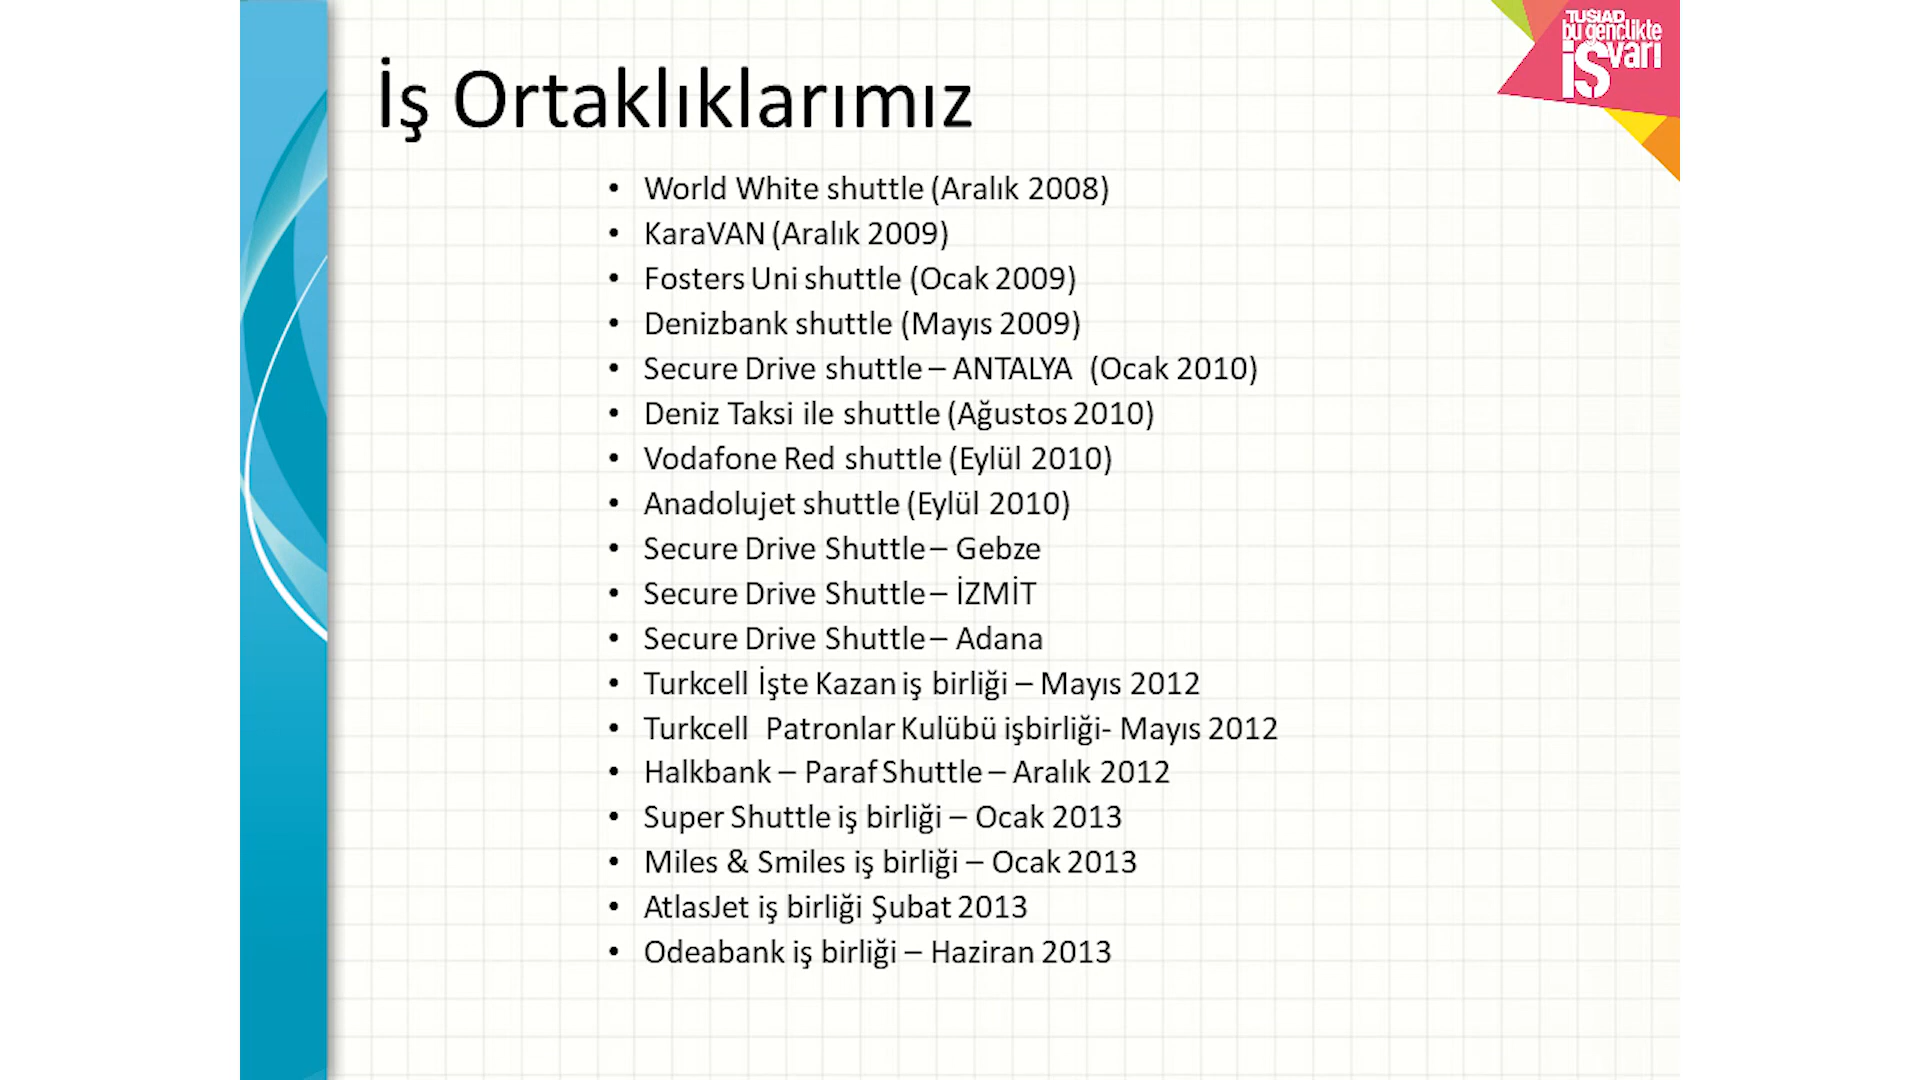 İş Ortaklıklarımız
TUSİAD
bu gençlikte
iş vari
• World White shuttle (Aralık 2008)
• KaraVAN (Aralık 2009)
• Fosters Uni shuttle (Ocak 2009)
• Denizbank shuttle (Mayıs 2009)
• Secure Drive shuttle – ANTALYA (Ocak 2010)
• Deniz Taksi ile shuttle (Ağustos 2010)
• Vodafone Red shuttle (Eylül 2010)
• Anadolujet shuttle (Eylül 2010)
• Secure Drive Shuttle – Gebze
• Secure Drive Shuttle – İZMİT
• Secure Drive Shuttle – Adana
• Turkcell İşte Kazan iş birliği – Mayıs 2012
• Turkcell Patronlar Kulübü işbirliği- Mayıs 2012
• Halkbank – Paraf Shuttle – Aralık 2012
• Super Shuttle iş birliği – Ocak 2013
• Miles & Smiles iş birliği – Ocak 2013
• AtlasJet iş birliği Şubat 2013
• Odeabank iş birliği – Haziran 2013